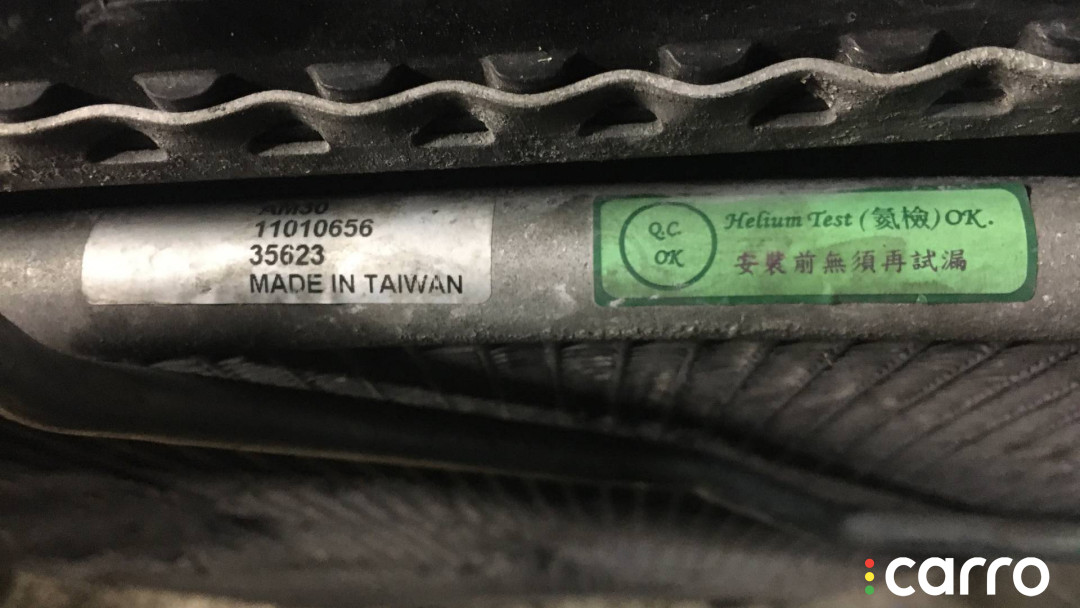 AM30
11010656
35623
MADE IN TAIWAN
Q.C.
OK
Helium Test (氦檢) OK.
安裝前無須再試漏
carro